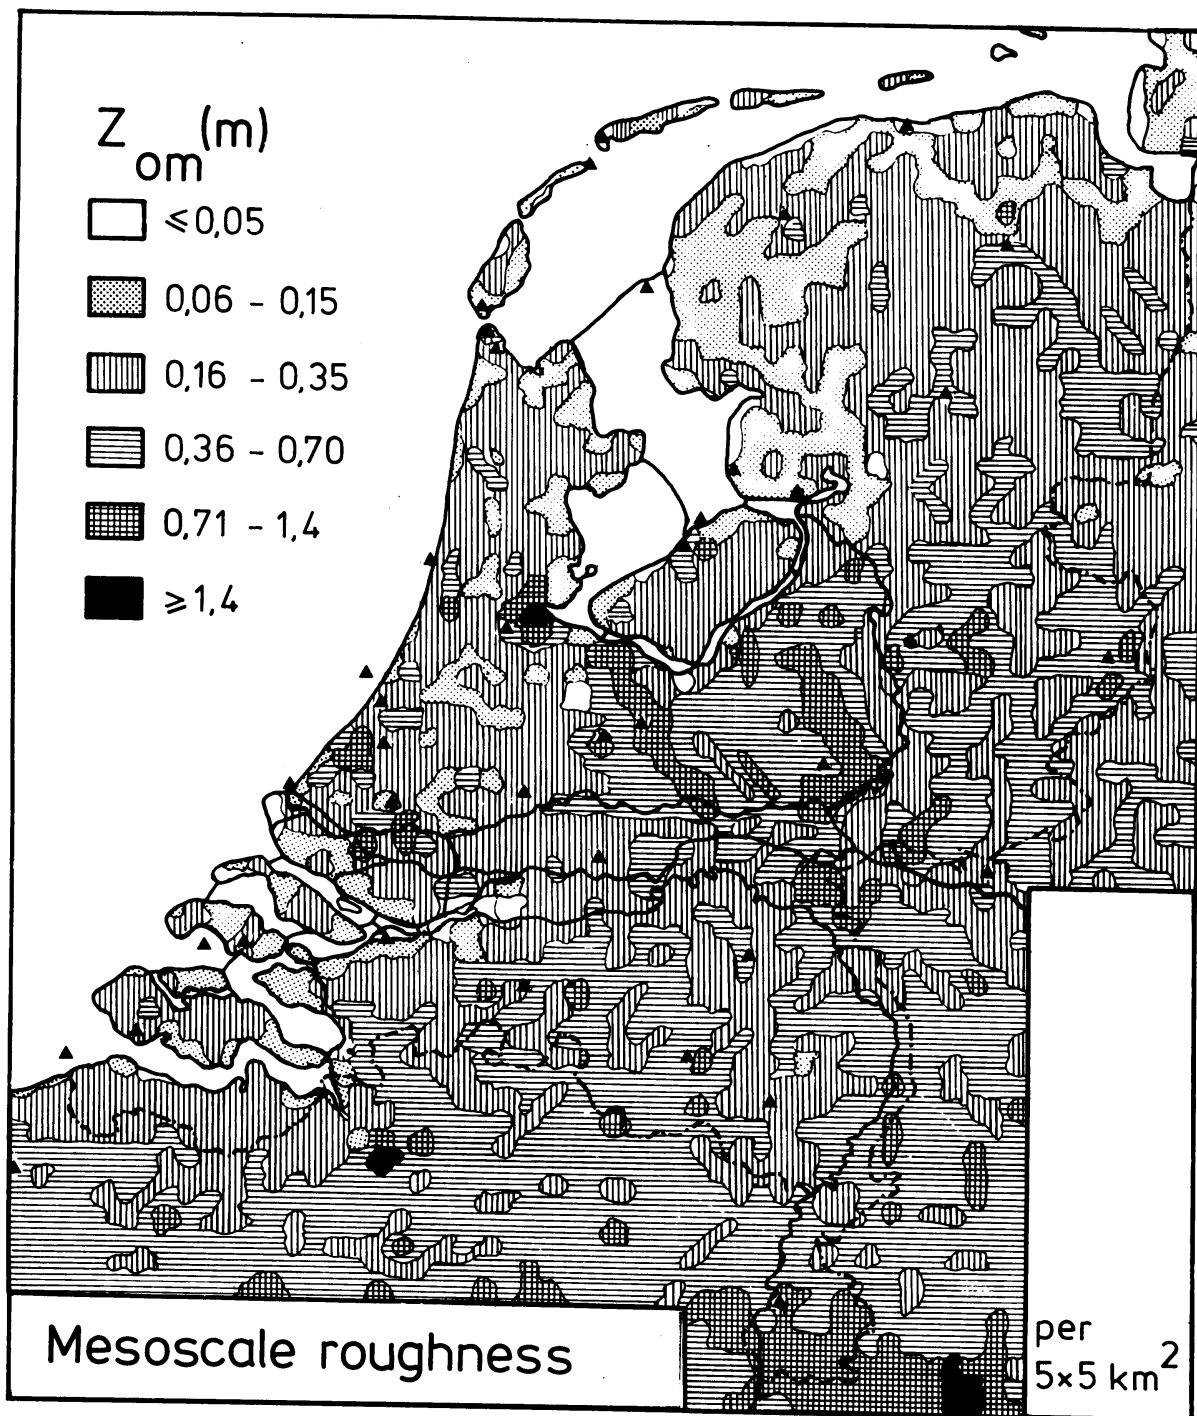 Zom (m)
≤0,05
0,06 - 0,15
0,16 - 0,35
0,36 - 0,70
0,71 - 1,4
≥1,4
Mesoscale roughness
per
5×5 km²